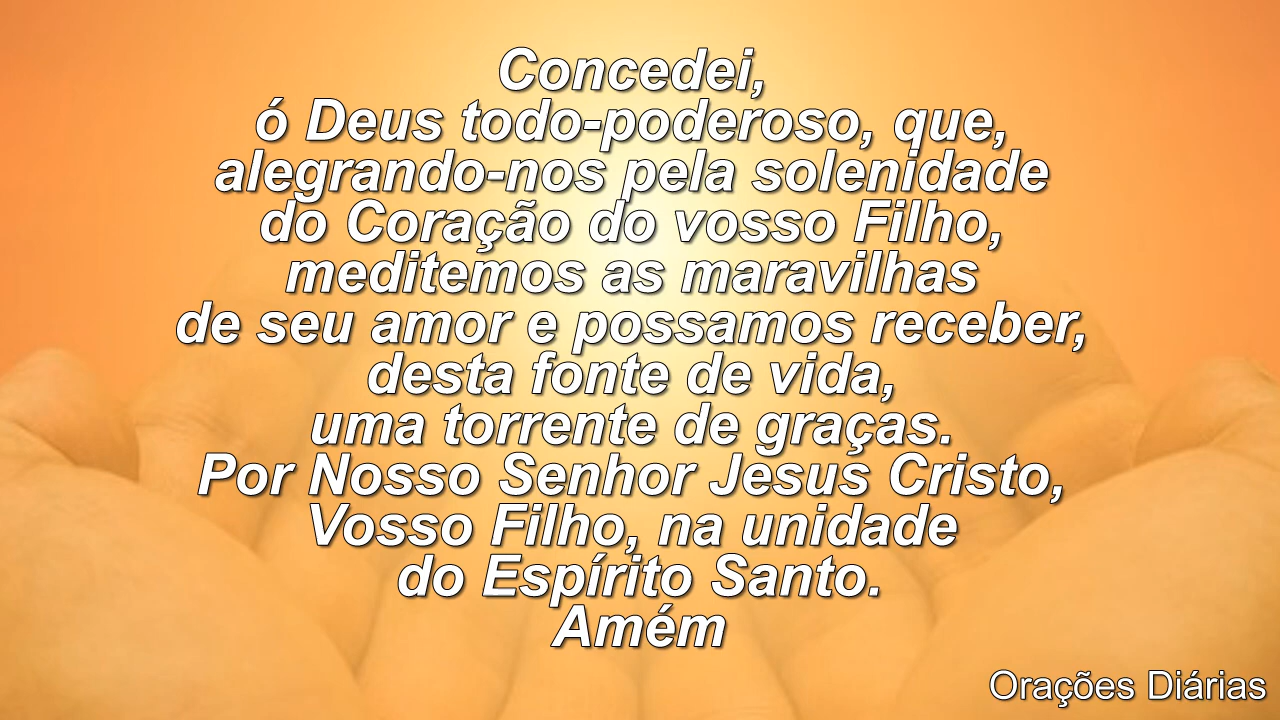 Concedei,
ó Deus todo-poderoso, que,
alegrando-nos pela solenidade
do Coração do vosso Filho,
meditemos as maravilhas
de seu amor e possamos receber,
desta fonte de vida,
uma torrente de graças.
Por Nosso Senhor Jesus Cristo,
Vosso Filho, na unidade
do Espírito Santo.
Amém
Orações Diárias